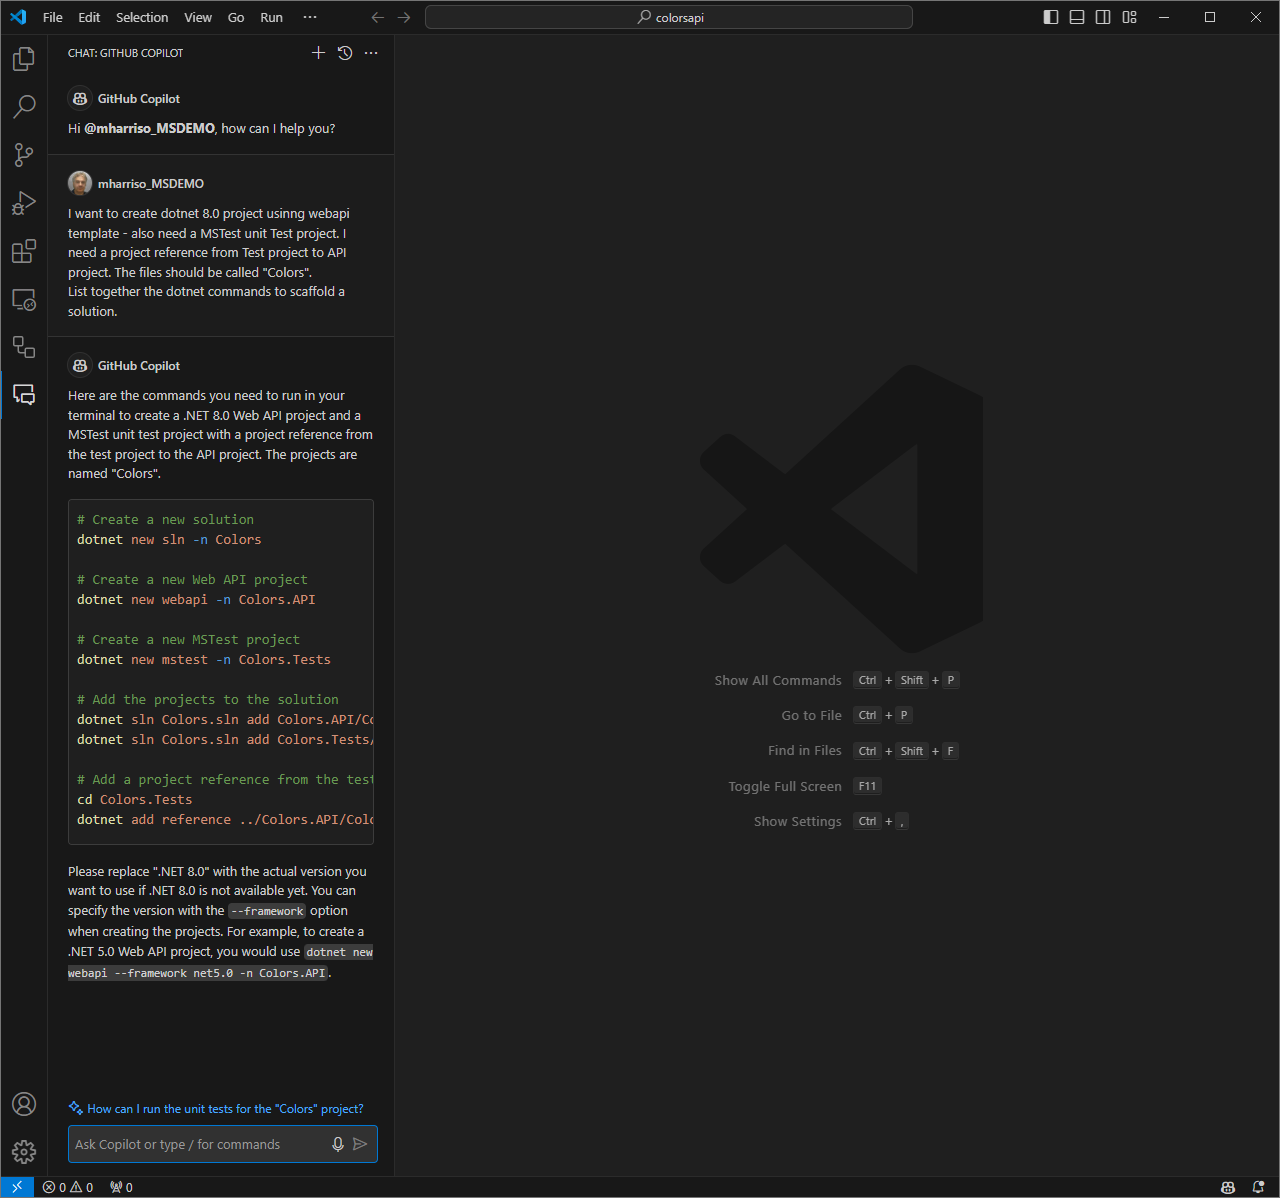 File Edit Selection View Go Run ···
colorsapi
CHAT: GITHUB COPILOT
GitHub Copilot
Hi @mharriso_MSDEMO, how can I help you?
mharriso_MSDEMO
I want to create dotnet 8.0 project usinng webapi
template - also need a MSTest unit Test project. I
need a project reference from Test project to API
project. The files should be called "Colors".
List together the dotnet commands to scaffold a
solution.
GitHub Copilot
Here are the commands you need to run in your
terminal to create a .NET 8.0 Web API project and a
MSTest unit test project with a project reference from
the test project to the API project. The projects are
named "Colors".
# Create a new solution
dotnet new sln -n Colors
# Create a new Web API project
dotnet new webapi -n Colors.API
# Create a new MSTest project
dotnet new mstest -n Colors.Tests
# Add the projects to the solution
dotnet sln Colors.sln add Colors.API/Co
dotnet sln Colors.sln add Colors.Tests/
# Add a project reference from the test
cd Colors.Tests
dotnet add reference ../Colors.API/Colo
Please replace ".NET 8.0" with the actual version you
want to use if .NET 8.0 is not available yet. You can
specify the version with the --framework option
when creating the projects. For example, to create a
.NET 5.0 Web API project, you would use dotnet new
webapi --framework net5.0 -n Colors.API.
How can I run the unit tests for the "Colors" project?
Ask Copilot or type / for commands
Show All Commands Ctrl + Shift + P
Go to File Ctrl + P
Find in Files Ctrl + Shift + F
Toggle Full Screen F11
Show Settings Ctrl + ,
0 0 0